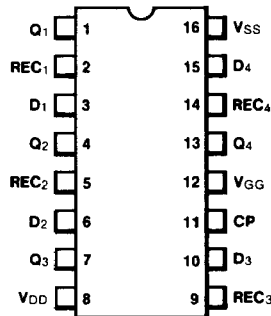 Q1 1 16 VSS
REC1 2 15 D4
D1 3 14 REC4
Q2 4 13 Q4
REC2 5 12 VGG
D2 6 11 CP
Q3 7 10 D3
VDD 8 9 REC3